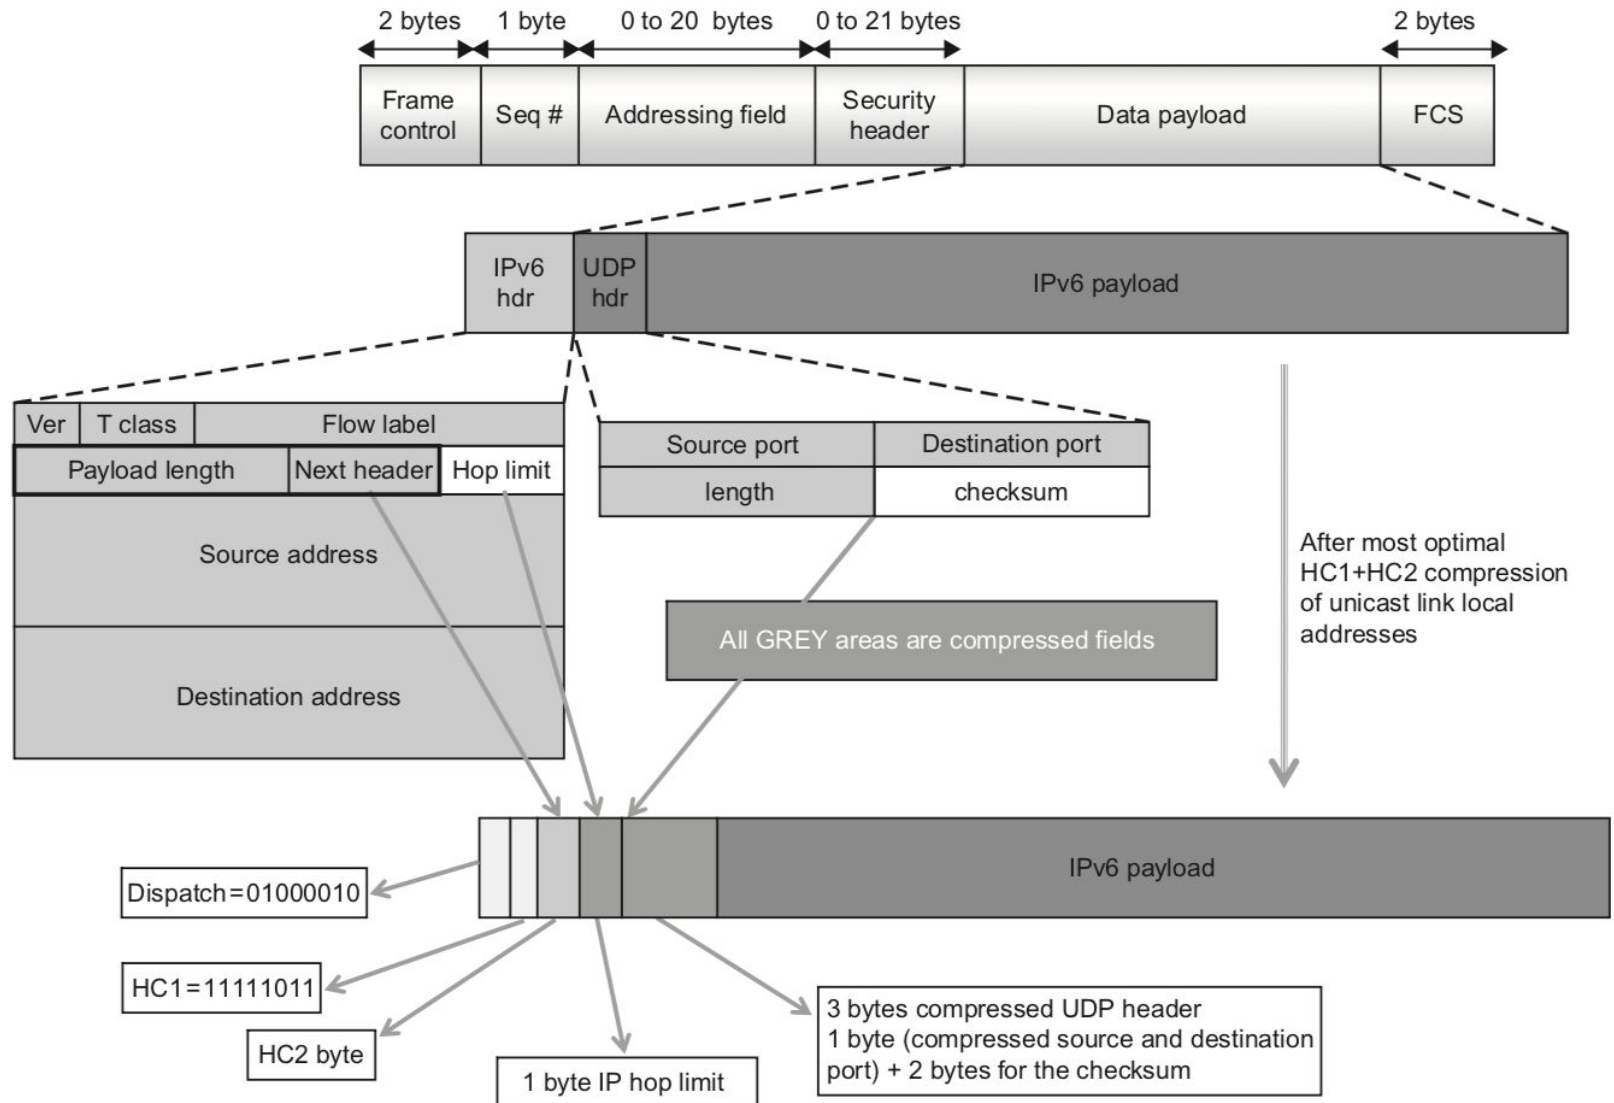 2 bytes
1 byte
0 to 20 bytes
0 to 21 bytes
2 bytes
Frame
control
Seq #
Addressing field
Security
header
Data payload
FCS
IPv6
hdr
UDP
hdr
IPv6 payload
Ver
T class
Flow label
Payload length
Next header
Hop limit
Source address
Destination address
Source port
Destination port
length
checksum
All GREY areas are compressed fields
After most optimal
HC1+HC2 compression
of unicast link local
addresses
IPv6 payload
Dispatch=01000010
HC1=11111011
HC2 byte
1 byte IP hop limit
3 bytes compressed UDP header
1 byte (compressed source and destination
port) + 2 bytes for the checksum